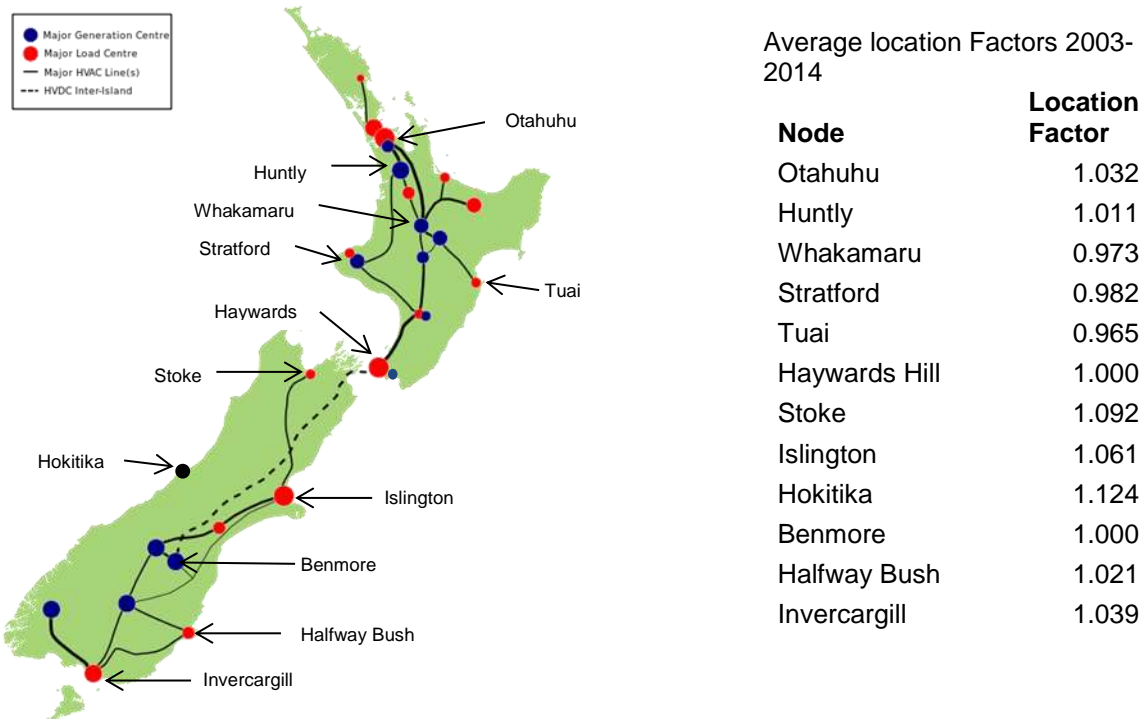 Major Generation Centre
Major Load Centre
Major HVAC Line(s)
HVDC Inter-Island
Otahuhu
Huntly
Whakamaru
Stratford
Tuai
Haywards
Stoke
Hokitika
Islington
Benmore
Halfway Bush
Invercargill
Average location Factors 2003-
2014
Location
Node Factor
Otahuhu 1.032
Huntly 1.011
Whakamaru 0.973
Stratford 0.982
Tuai 0.965
Haywards Hill 1.000
Stoke 1.092
Islington 1.061
Hokitika 1.124
Benmore 1.000
Halfway Bush 1.021
Invercargill 1.039